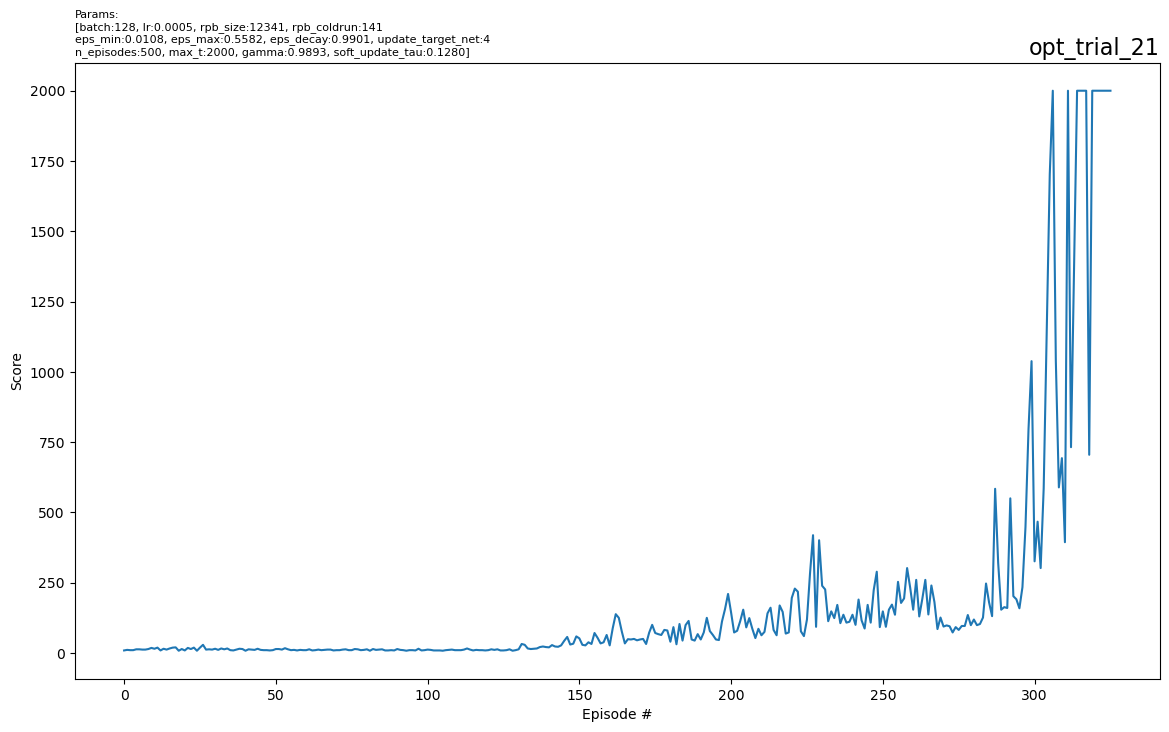 Params:
[batch:128, lr:0.0005, rpb_size:12341, rpb_coldrun:141
eps_min:0.0108, eps_max:0.5582, eps_decay:0.9901, update_target_net:4
n_episodes:500, max_t:2000, gamma:0.9893, soft_update_tau:0.1280]
opt_trial_21
2000
1750
1500
1250
1000
750
500
250
0
Score
0 50 100 150 200 250 300
Episode #